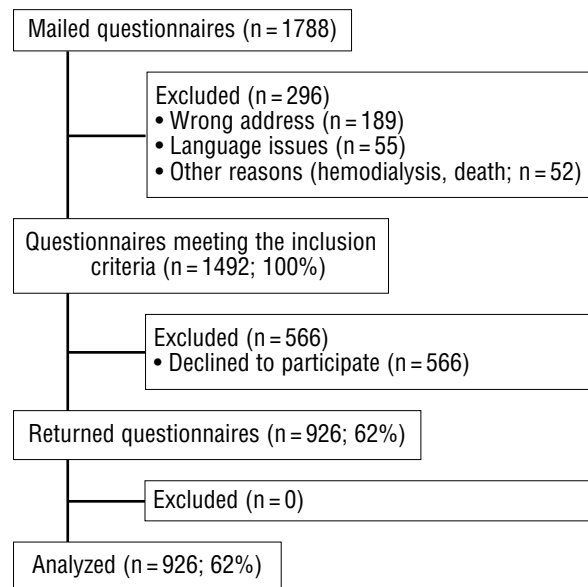 Mailed questionnaires (n = 1788)
Excluded (n = 296)
• Wrong address (n = 189)
• Language issues (n = 55)
• Other reasons (hemodialysis, death; n = 52)
Questionnaires meeting the inclusion
criteria (n = 1492; 100%)
Excluded (n = 566)
• Declined to participate (n = 566)
Returned questionnaires (n = 926; 62%)
Excluded (n = 0)
Analyzed (n = 926; 62%)